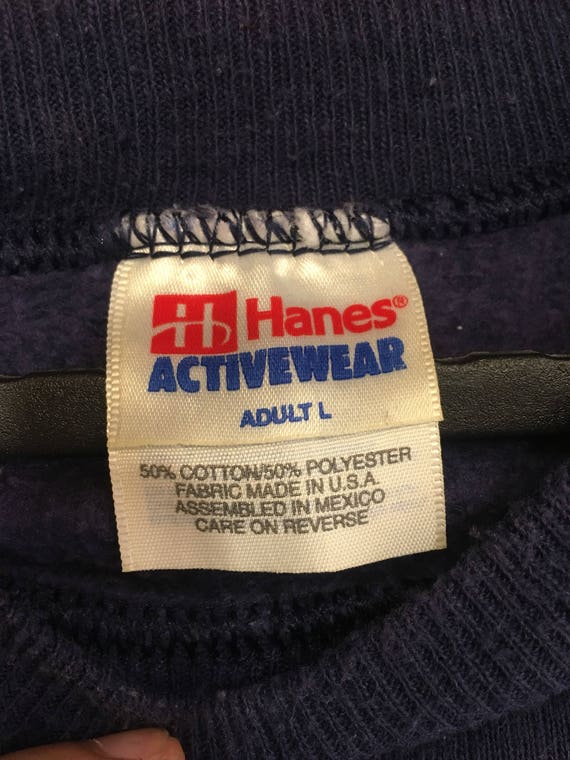 Hanes®
ACTIVEWEAR
ADULT L
50% COTTON/50% POLYESTER
FABRIC MADE IN U.S.A.
ASSEMBLED IN MEXICO
CARE ON REVERSE